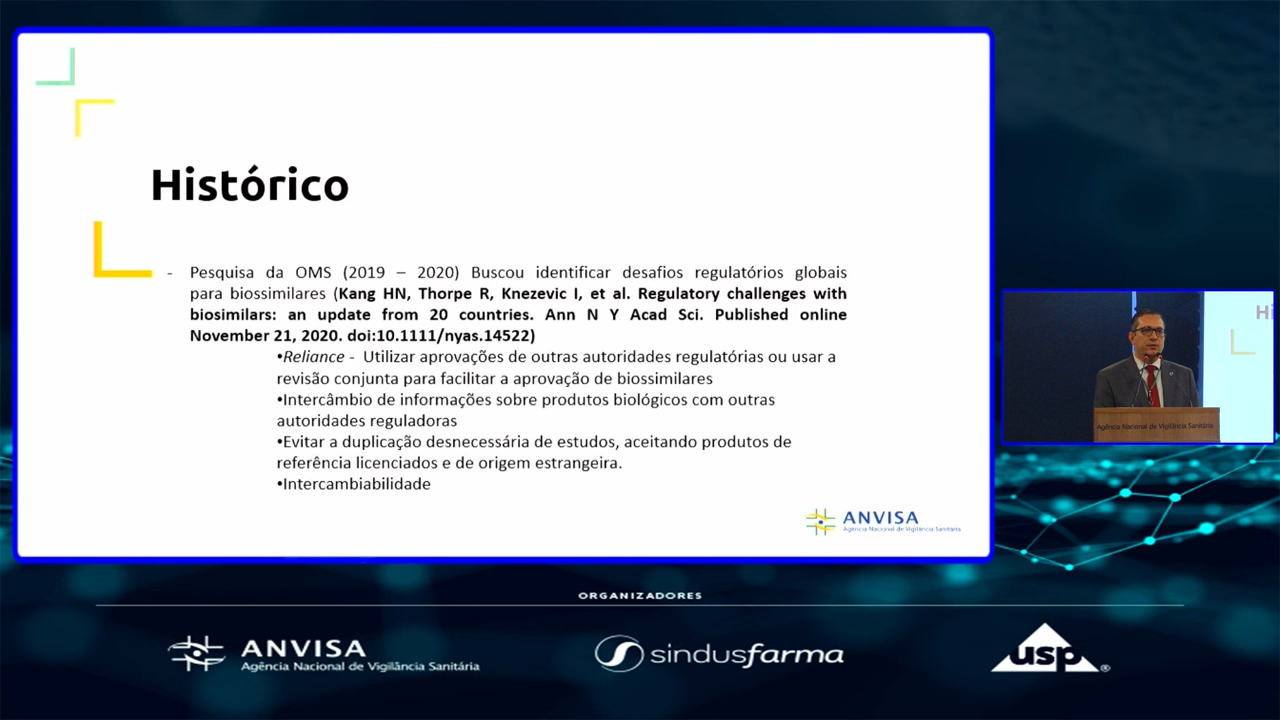 Histórico
- Pesquisa da OMS (2019 – 2020) Buscou identificar desafios regulatórios globais
para biossimilares (Kang HN, Thorpe R, Knezevic I, et al. Regulatory challenges with
biosimilars: an update from 20 countries. Ann N Y Acad Sci. Published online
November 21, 2020. doi:10.1111/nyas.14522)
•Reliance - Utilizar aprovações de outras autoridades regulatórias ou usar a
revisão conjunta para facilitar a aprovação de biossimilares
•Intercâmbio de informações sobre produtos biológicos com outras
autoridades reguladoras
•Evitar a duplicação desnecessária de estudos, aceitando produtos de
referência licenciados e de origem estrangeira.
•Intercambiabilidade
ANVISA
Agência Nacional de Vigilância Sanitária
Hi
Agência Nacional de Vigilância Sanitária
ORGANIZADORES
ANVISA
Agência Nacional de Vigilância Sanitária
sindusfarma
usp®